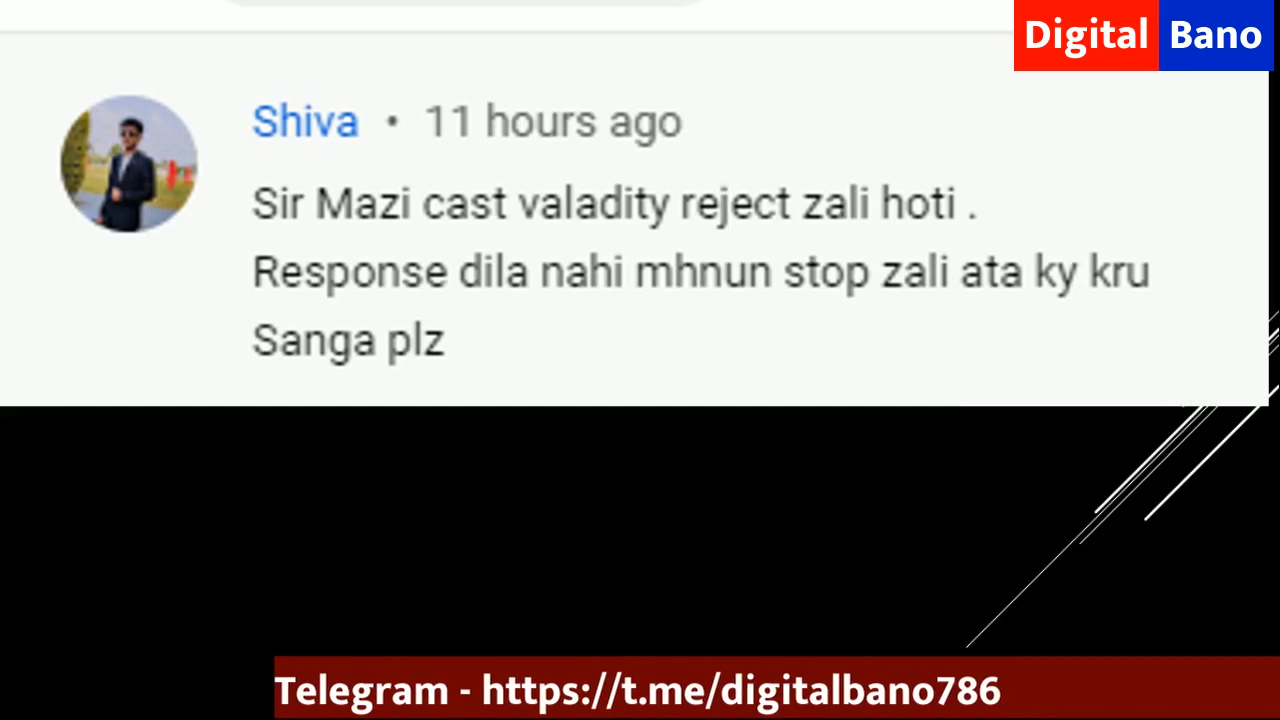 Digital Bano
Shiva • 11 hours ago
Sir Mazi cast valadity reject zali hoti .
Response dila nahi mhnun stop zali ata ky kru
Sanga plz
Telegram - https://t.me/digitalbano786